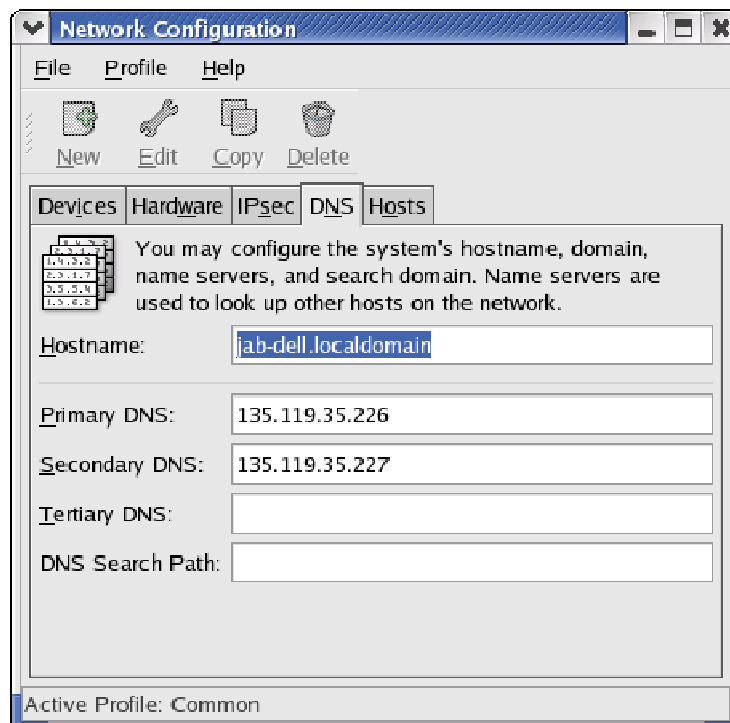 Network Configuration
File Profile Help
New Edit Copy Delete
Devices Hardware IPsec DNS Hosts
You may configure the system's hostname, domain,
name servers, and search domain. Name servers are
used to look up other hosts on the network.
Hostname: jab-dell.localdomain
Primary DNS: 135.119.35.226
Secondary DNS: 135.119.35.227
Tertiary DNS:
DNS Search Path:
Active Profile: Common